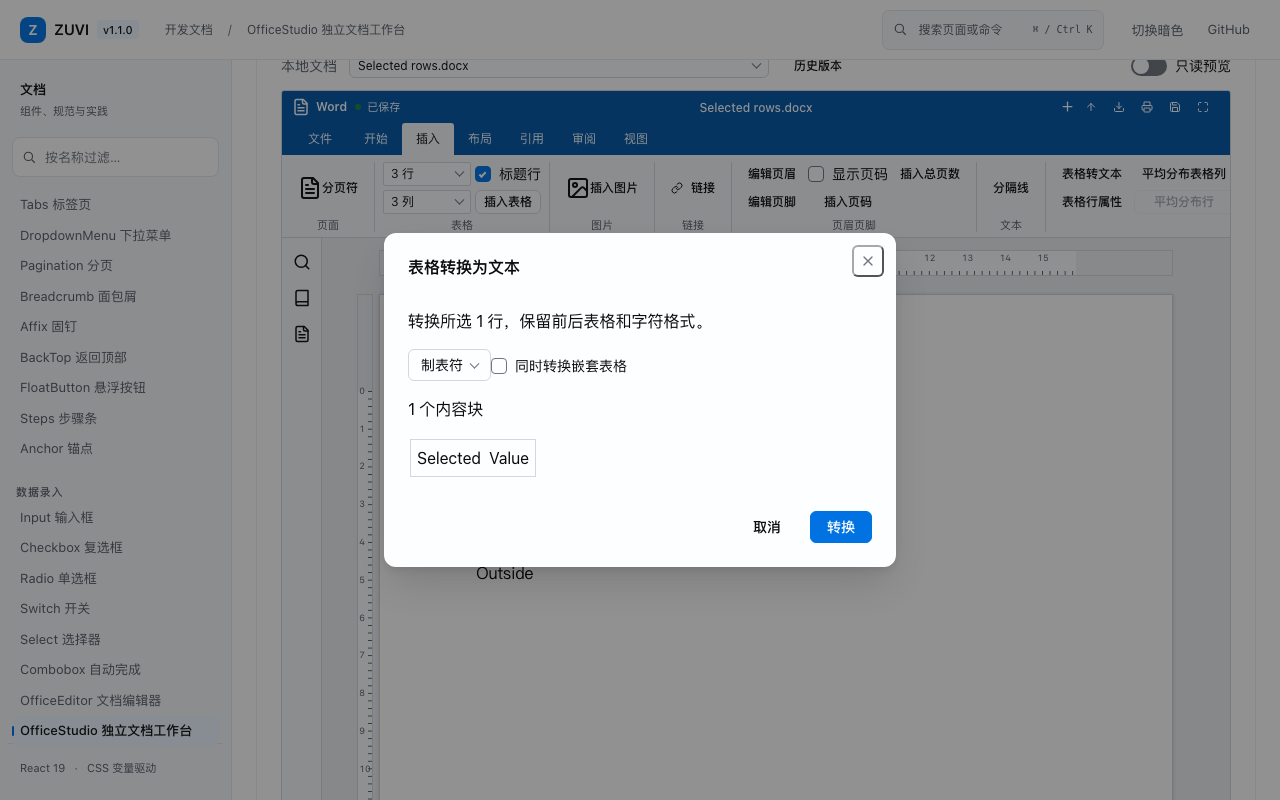 Z ZUVI v1.1.0 开发文档 / OfficeStudio 独立文档工作台 搜索页面或命令 ⌘ / Ctrl K 切换暗色 GitHub
文档
组件、规范与实践
按名称过滤...
Tabs 标签页
DropdownMenu 下拉菜单
Pagination 分页
Breadcrumb 面包屑
Affix 固钉
BackTop 返回顶部
FloatButton 悬浮按钮
Steps 步骤条
Anchor 锚点
数据录入
Input 输入框
Checkbox 复选框
Radio 单选框
Switch 开关
Select 选择器
Combobox 自动完成
OfficeEditor 文档编辑器
OfficeStudio 独立文档工作台
React 19 · CSS 变量驱动
本地文档 Selected rows.docx 历史版本 只读预览
Word 已保存 Selected rows.docx
文件 开始 插入 布局 引用 审阅 视图
分页符
页面
3 行 标题行
3 列 插入表格
表格
插入图片
图片
链接
链接
编辑页眉 显示页码 插入总页数
编辑页脚 插入页码
页眉页脚
分隔线
文本
表格转文本 平均分布表格列
表格行属性 平均分布行
12 13 14 15
0
1
2
3
4
5
6
7
8
9
10
表格转换为文本
转换所选 1 行，保留前后表格和字符格式。
制表符 同时转换嵌套表格
1 个内容块
Selected Value
取消 转换
Outside